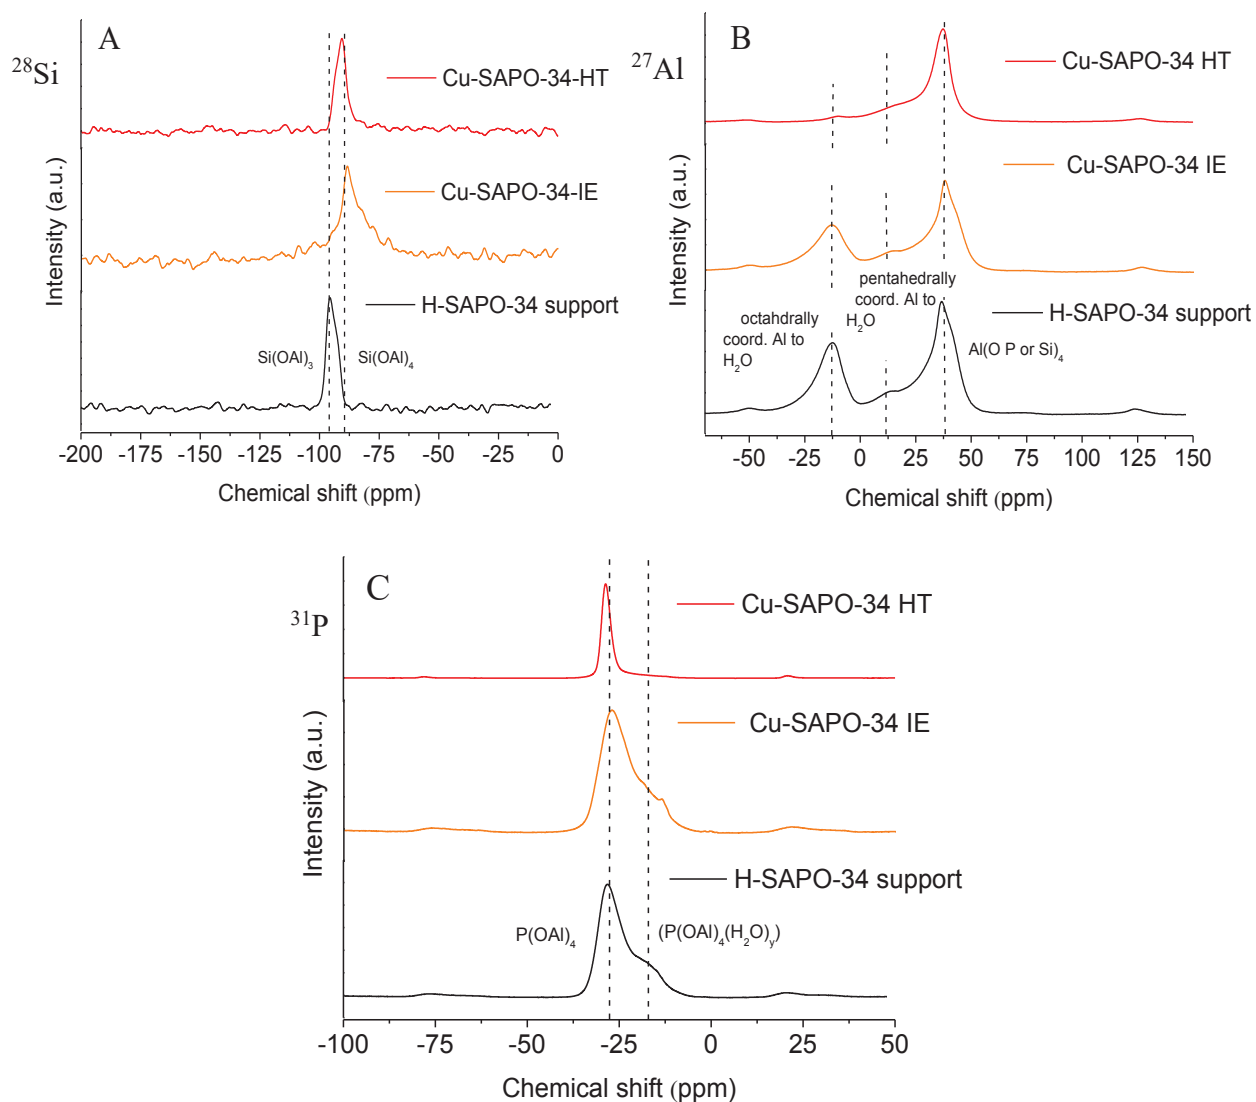 A
²⁸Si
Cu-SAPO-34-HT
Cu-SAPO-34-IE
H-SAPO-34 support
Si(OAl)₃
Si(OAl)₄
Intensity (a.u.)
-200 -175 -150 -125 -100 -75 -50 -25 0
Chemical shift (ppm)
B
²⁷Al
Cu-SAPO-34 HT
Cu-SAPO-34 IE
pentahedrally
coord. Al to
H₂O
octahdrally
coord. Al to
H₂O
H-SAPO-34 support
Al(O P or Si)₄
Intensity (a.u.)
-50 -25 0 25 50 75 100 125 150
Chemical shift (ppm)
C
³¹P
Cu-SAPO-34 HT
Cu-SAPO-34 IE
H-SAPO-34 support
P(OAl)₄
(P(OAl)₄(H₂O)ᵧ)
Intensity (a.u.)
-100 -75 -50 -25 0 25 50
Chemical shift (ppm)